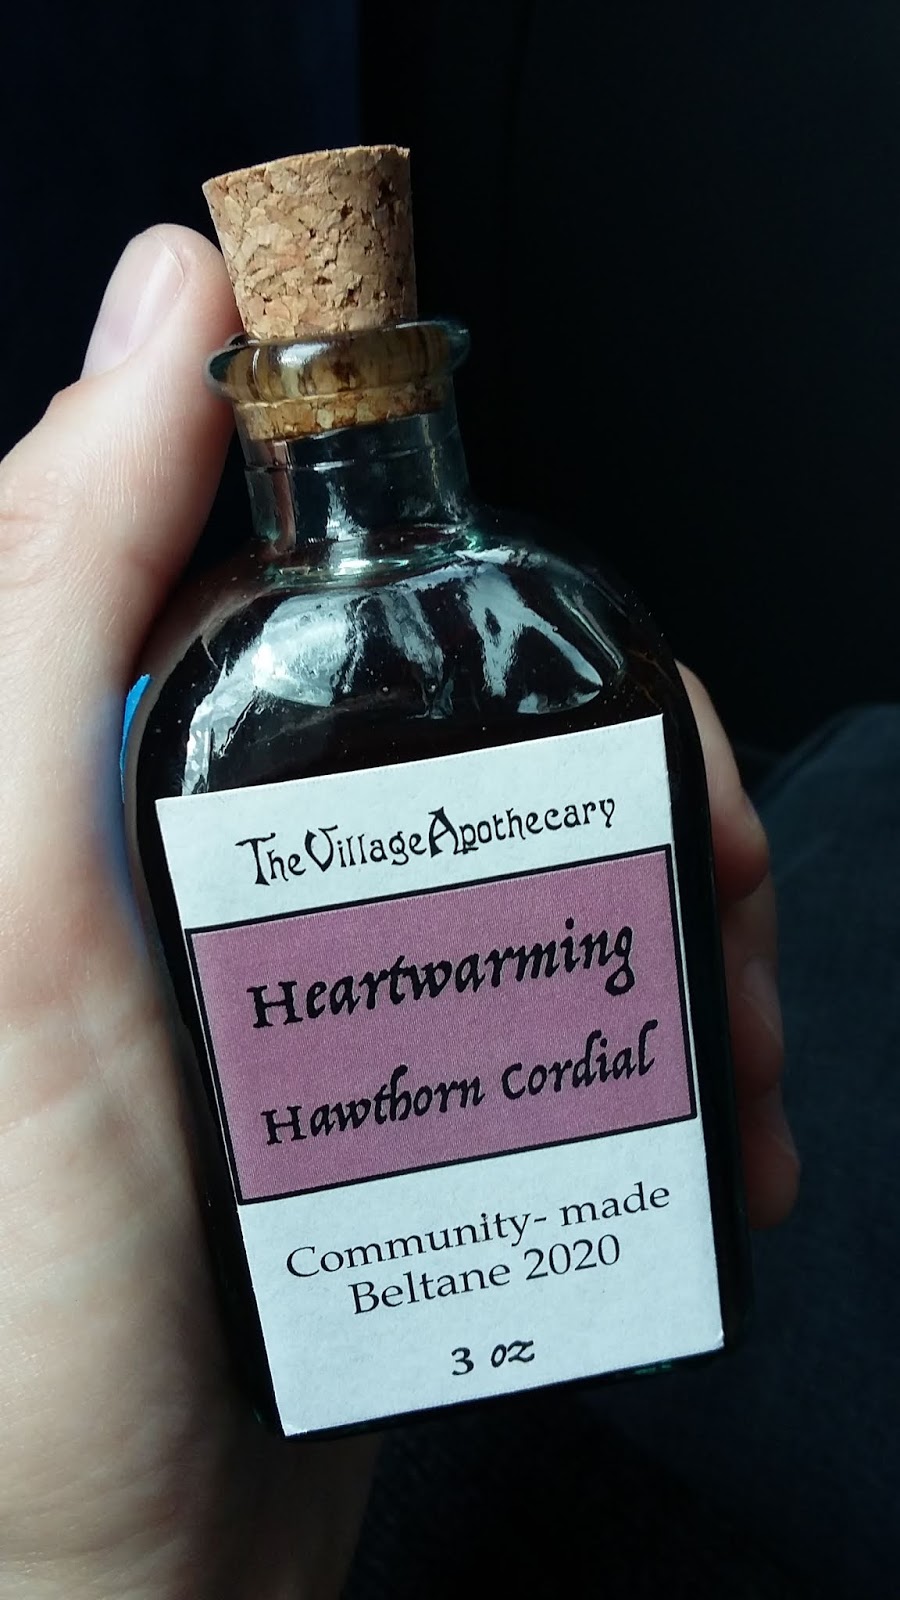 The Village Apothecary
Heartwarming
Hawthorn Cordial
Community- made
Beltane 2020
3 oz